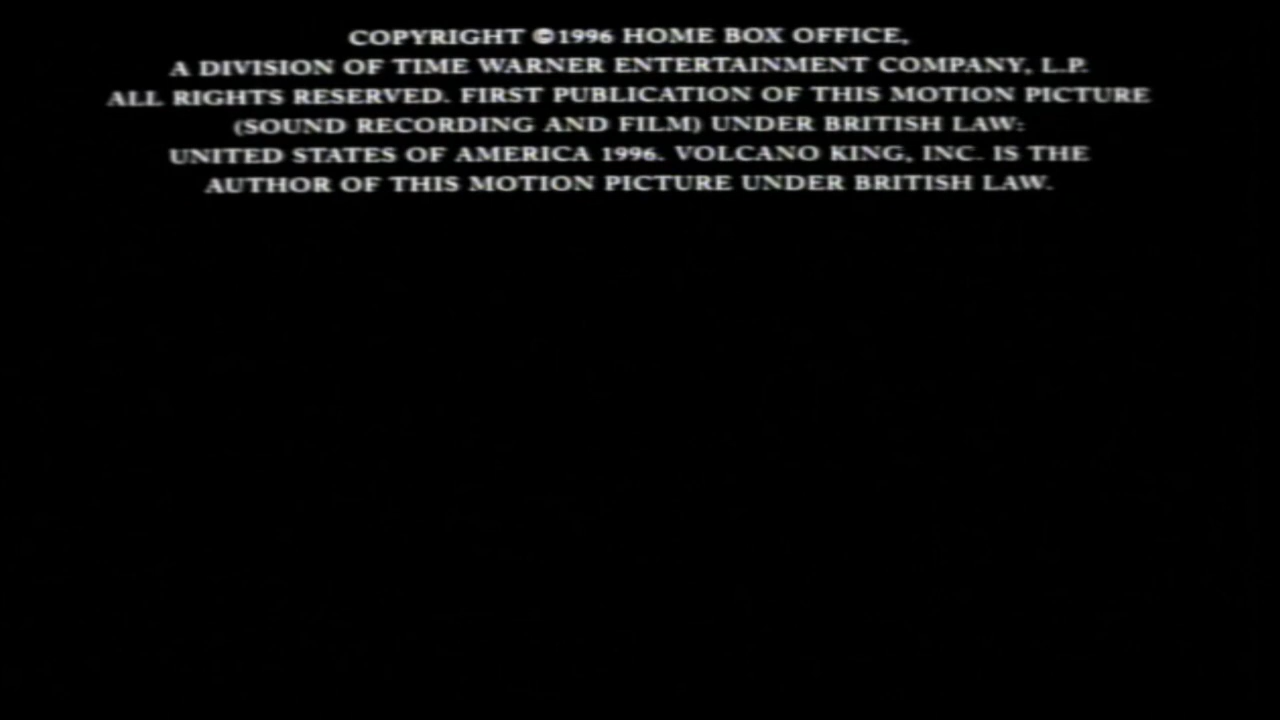 COPYRIGHT ©1996 HOME BOX OFFICE,
A DIVISION OF TIME WARNER ENTERTAINMENT COMPANY, L.P.
ALL RIGHTS RESERVED. FIRST PUBLICATION OF THIS MOTION PICTURE
(SOUND RECORDING AND FILM) UNDER BRITISH LAW:
UNITED STATES OF AMERICA 1996. VOLCANO KING, INC. IS THE
AUTHOR OF THIS MOTION PICTURE UNDER BRITISH LAW.